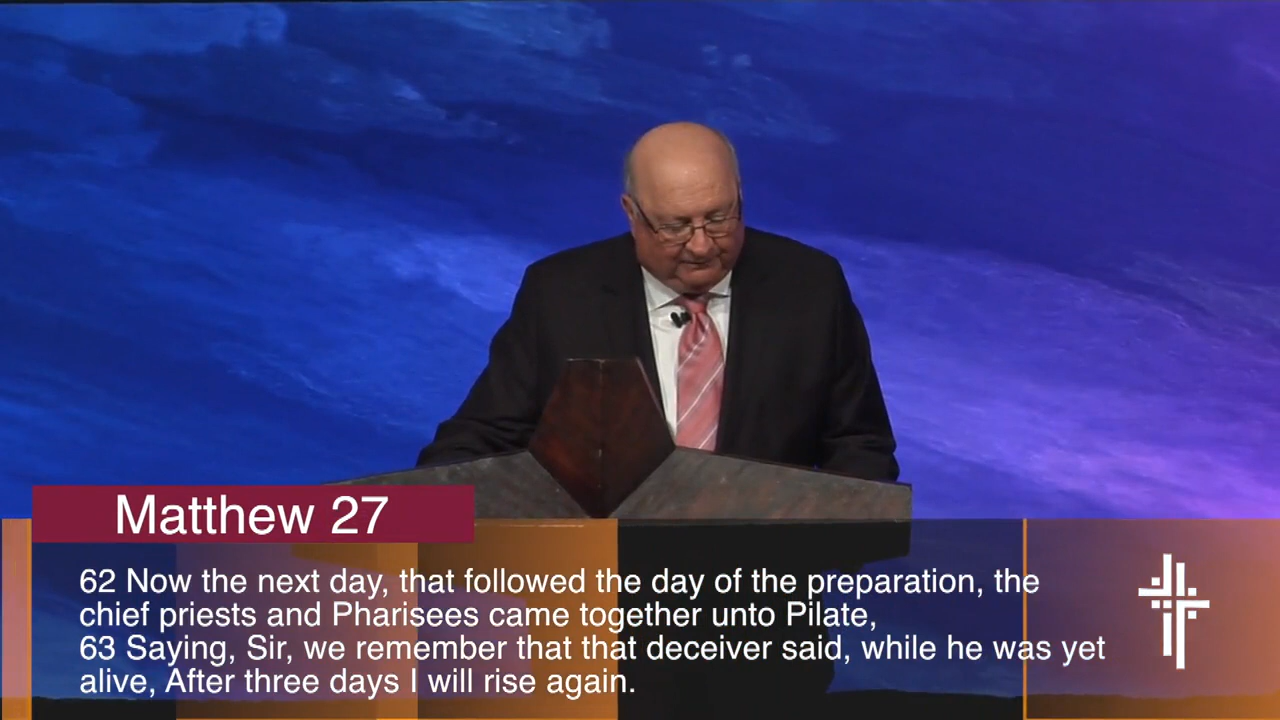 Matthew 27
62 Now the next day, that followed the day of the preparation, the
chief priests and Pharisees came together unto Pilate,
63 Saying, Sir, we remember that that deceiver said, while he was yet
alive, After three days I will rise again.